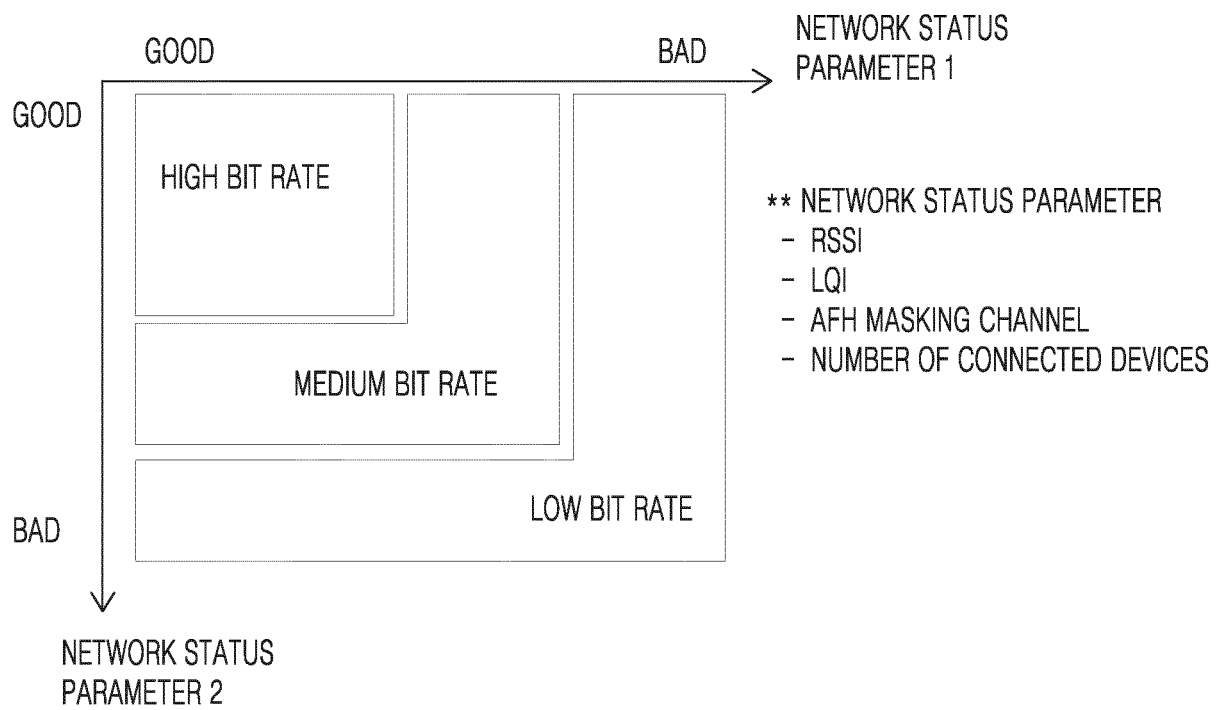 NETWORK STATUS
PARAMETER 1
GOOD
BAD
GOOD
HIGH BIT RATE
** NETWORK STATUS PARAMETER
- RSSI
- LQI
- AFH MASKING CHANNEL
- NUMBER OF CONNECTED DEVICES
MEDIUM BIT RATE
LOW BIT RATE
BAD
NETWORK STATUS
PARAMETER 2